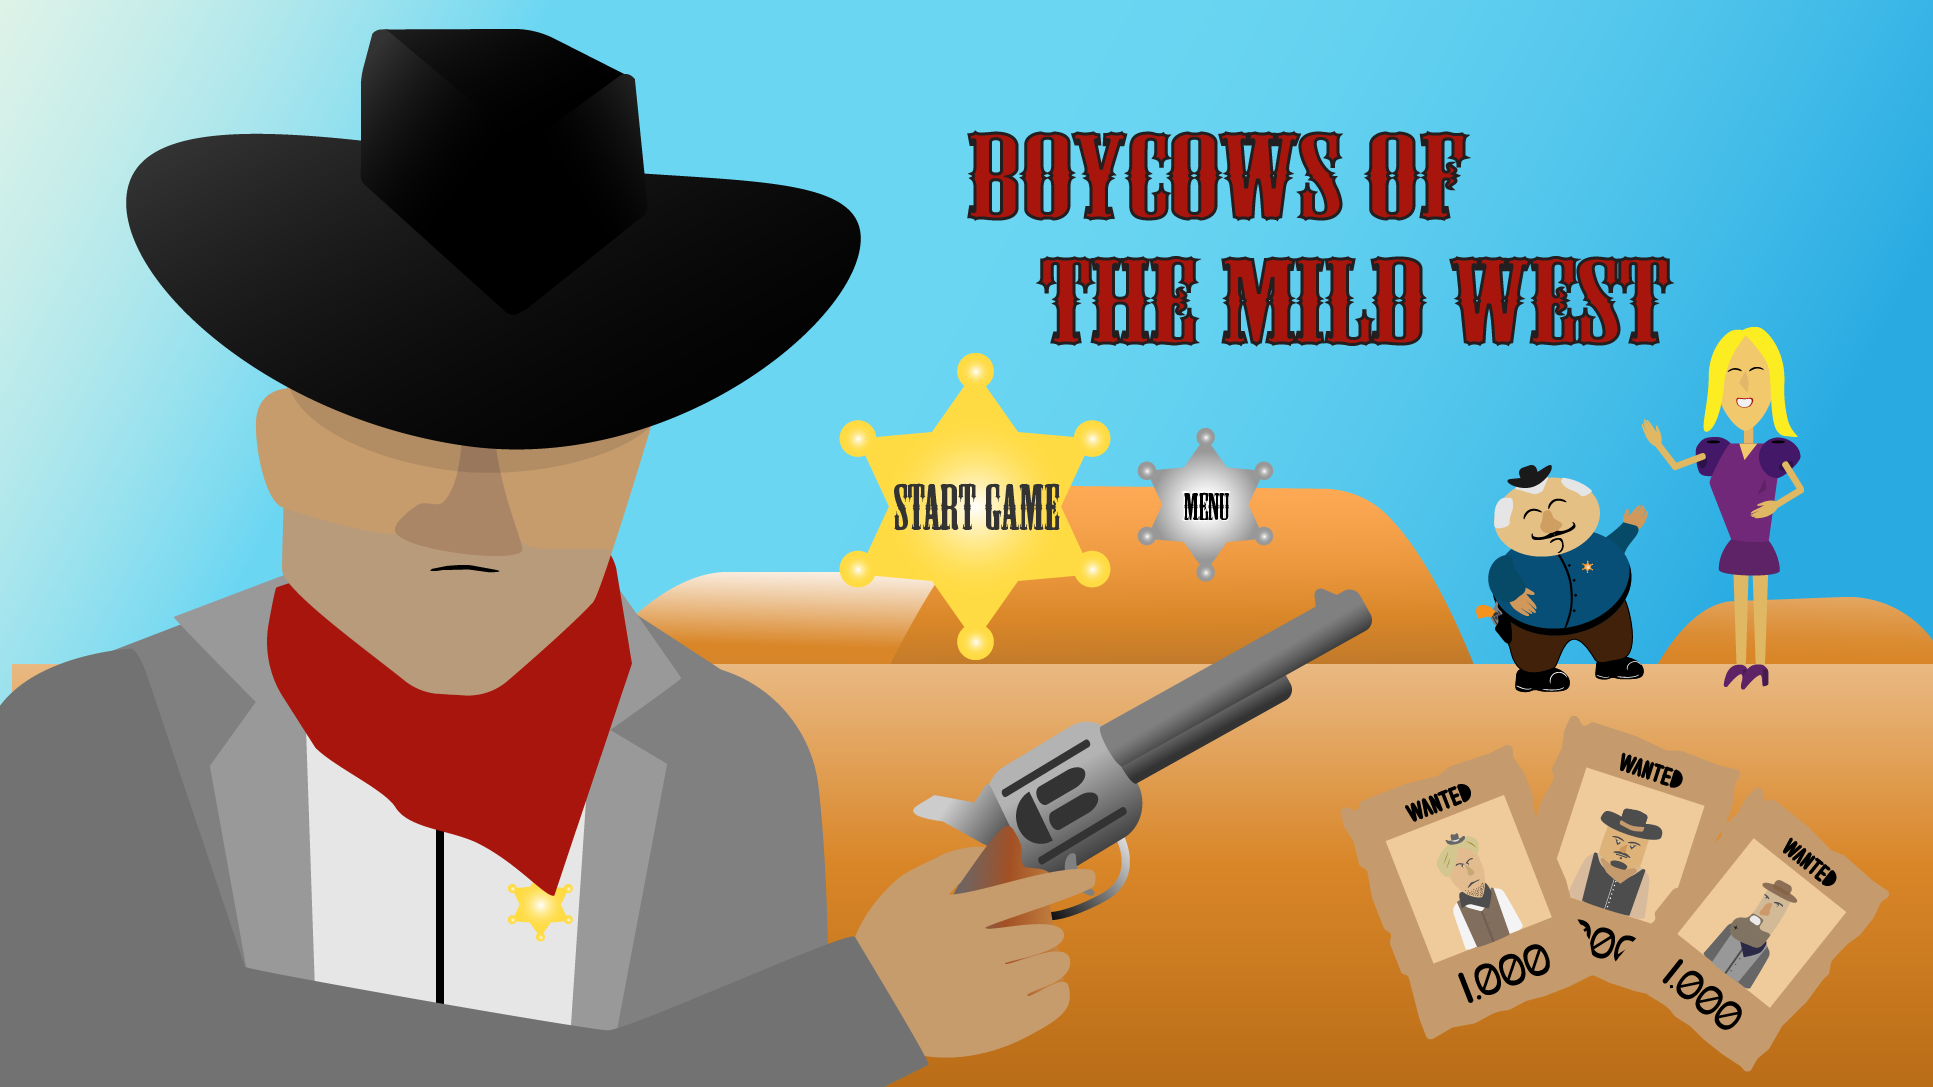 BOYCOWS OF
THE MILD WEST
START GAME
MENU
WANTED
1.000
WANTED
WANTED
1.000